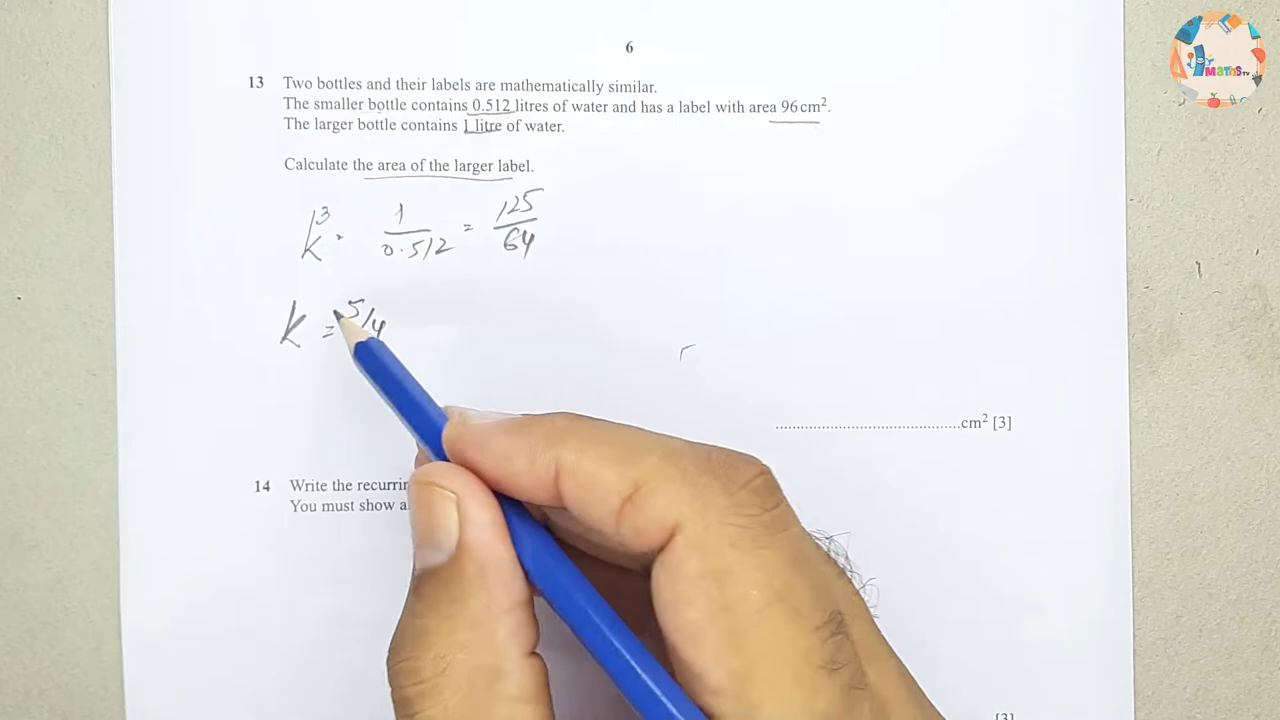 6
13 Two bottles and their labels are mathematically similar.
The smaller bottle contains 0.512 litres of water and has a label with area 96 cm².
The larger bottle contains 1 litre of water.
Calculate the area of the larger label.
k³ = 1/0.512 = 125/64
k = 5/4
cm² [3]
14 Write the recurrin
You must show a
[3]
MATHS TV